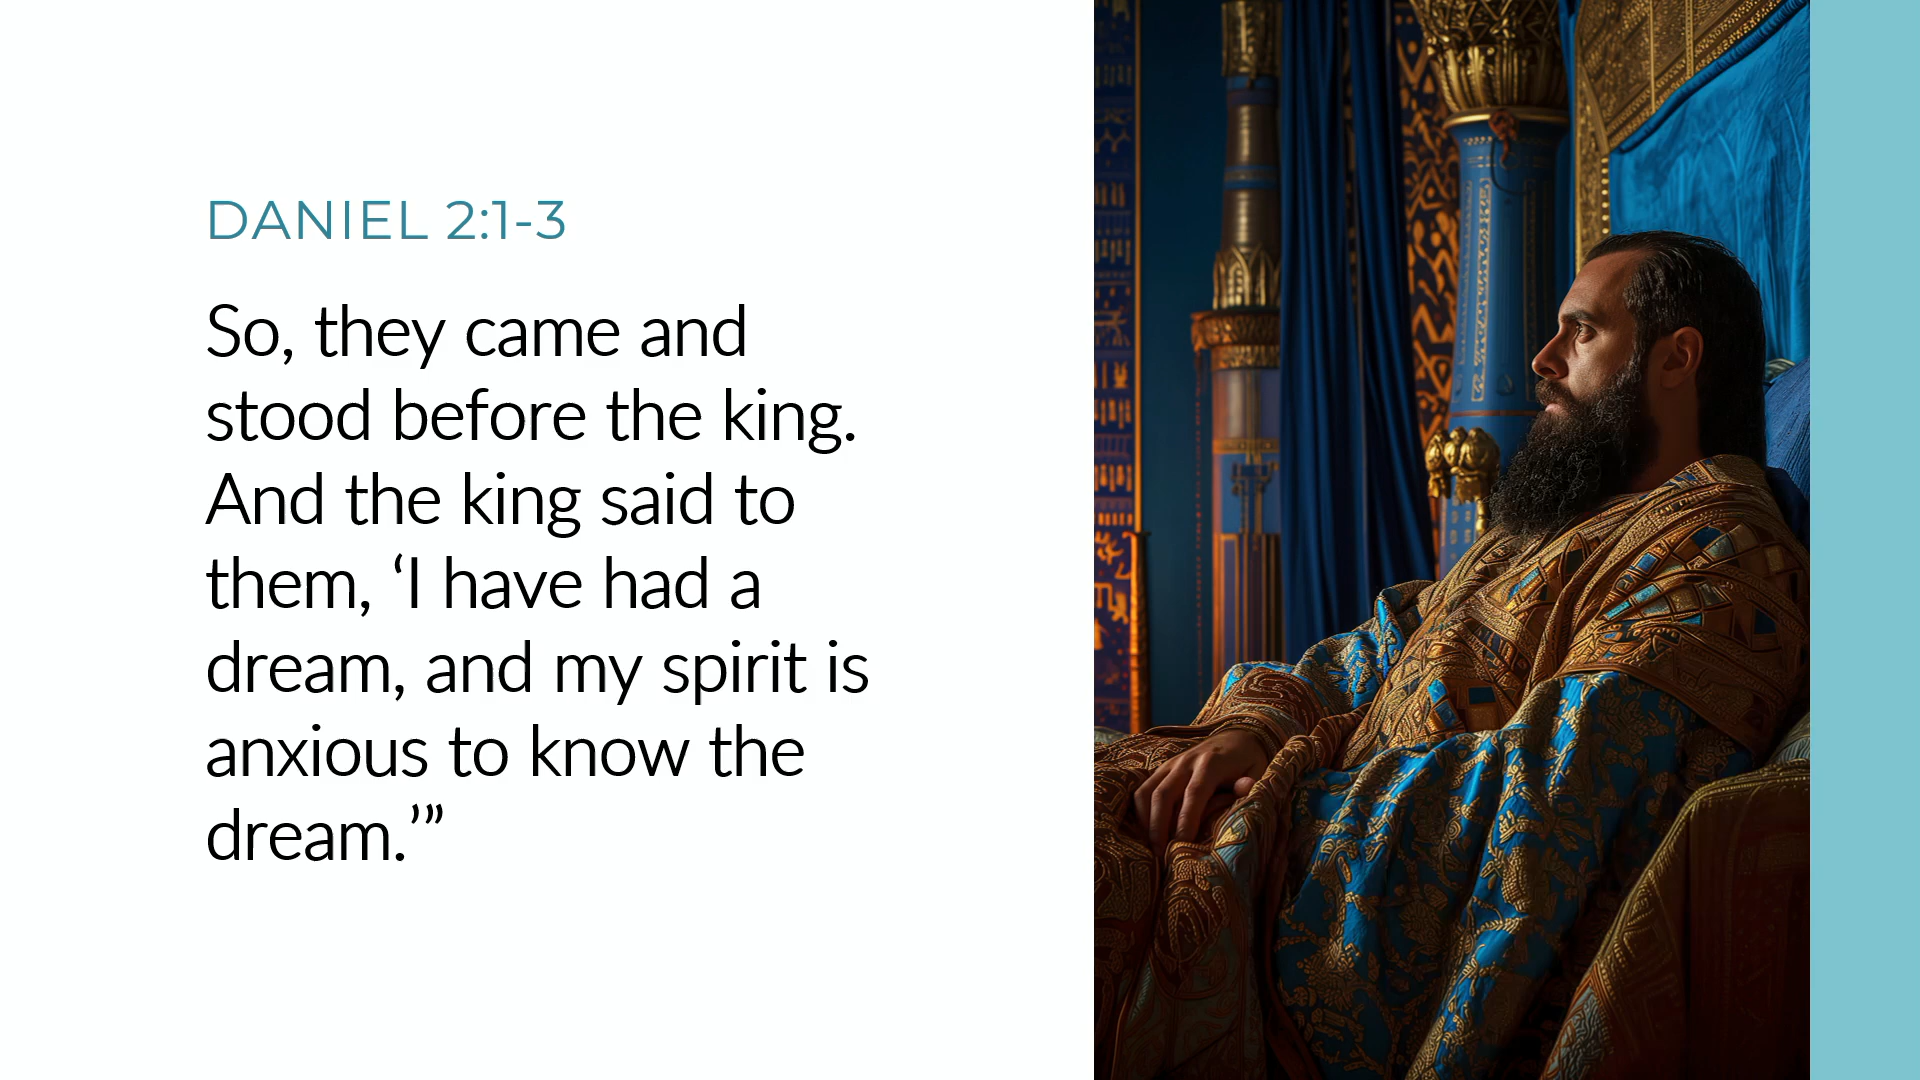 DANIEL 2:1-3
So, they came and
stood before the king.
And the king said to
them, ‘I have had a
dream, and my spirit is
anxious to know the
dream.’”